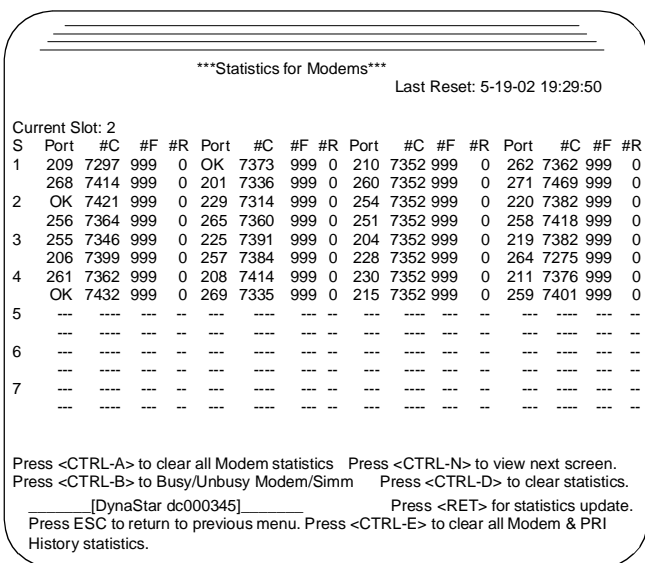 ***Statistics for Modems***
Last Reset: 5-19-02 19:29:50
Current Slot: 2
S Port #C #F #R Port #C #F #R Port #C #F #R Port #C #F #R
1 209 7297 999 0 OK 7373 999 0 210 7352 999 0 262 7362 999 0
268 7414 999 0 201 7336 999 0 260 7352 999 0 271 7469 999 0
2 OK 7421 999 0 229 7314 999 0 254 7352 999 0 220 7382 999 0
256 7364 999 0 265 7360 999 0 251 7352 999 0 258 7418 999 0
3 255 7346 999 0 225 7391 999 0 204 7352 999 0 219 7382 999 0
206 7399 999 0 257 7384 999 0 228 7352 999 0 264 7275 999 0
4 261 7362 999 0 208 7414 999 0 230 7352 999 0 211 7376 999 0
OK 7432 999 0 269 7335 999 0 215 7352 999 0 259 7401 999 0
5 --- ---- --- -- --- ---- --- -- --- ---- --- -- --- ---- --- --
--- ---- --- -- --- ---- --- -- --- ---- --- -- --- ---- --- --
6 --- ---- --- -- --- ---- --- -- --- ---- --- -- --- ---- --- --
--- ---- --- -- --- ---- --- -- --- ---- --- -- --- ---- --- --
7 --- ---- --- -- --- ---- --- -- --- ---- --- -- --- ---- --- --
--- ---- --- -- --- ---- --- -- --- ---- --- -- --- ---- --- --
Press <CTRL-A> to clear all Modem statistics Press <CTRL-N> to view next screen.
Press <CTRL-B> to Busy/Unbusy Modem/Simm Press <CTRL-D> to clear statistics.
_______[DynaStar dc000345]_______ Press <RET> for statistics update.
Press ESC to return to previous menu. Press <CTRL-E> to clear all Modem & PRI
History statistics.